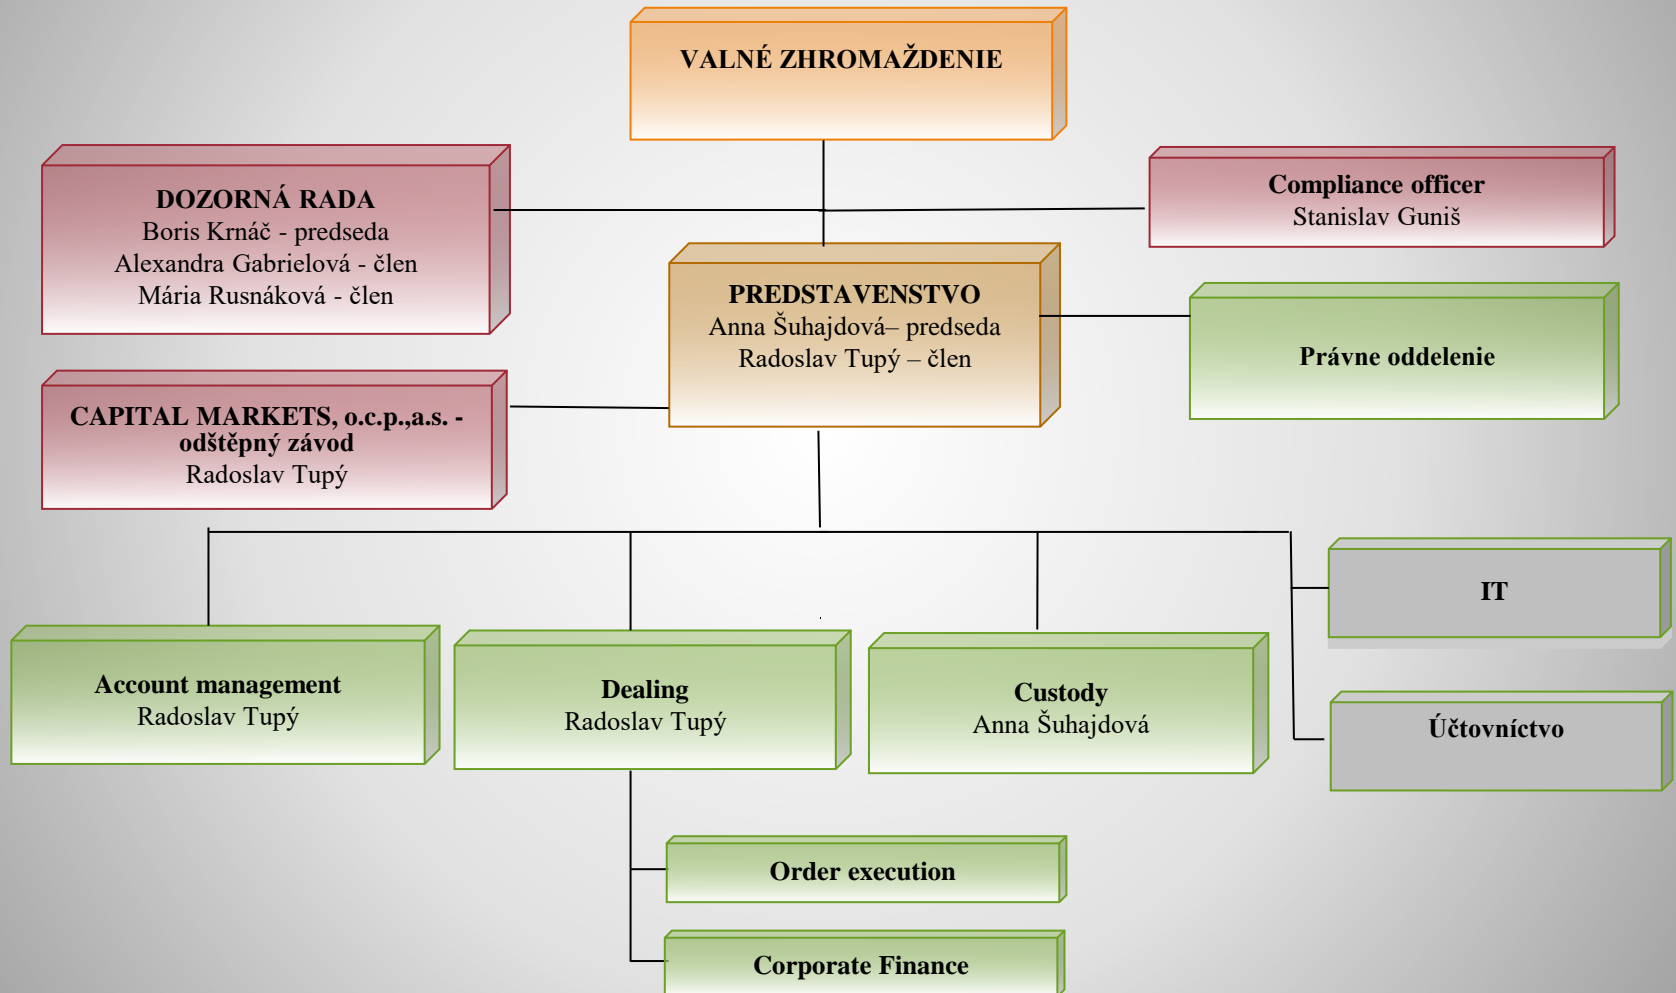 VALNÉ ZHROMAŽDENIE
DOZORNÁ RADA
Boris Krnáč - predseda
Alexandra Gabrielová - člen
Mária Rusnáková - člen
Compliance officer
Stanislav Guniš
PREDSTAVENSTVO
Anna Šuhajdová– predseda
Radoslav Tupý – člen
Právne oddelenie
CAPITAL MARKETS, o.c.p.,a.s. -
odštěpný závod
Radoslav Tupý
IT
Account management
Radoslav Tupý
Dealing
Radoslav Tupý
Custody
Anna Šuhajdová
Účtovníctvo
Order execution
Corporate Finance